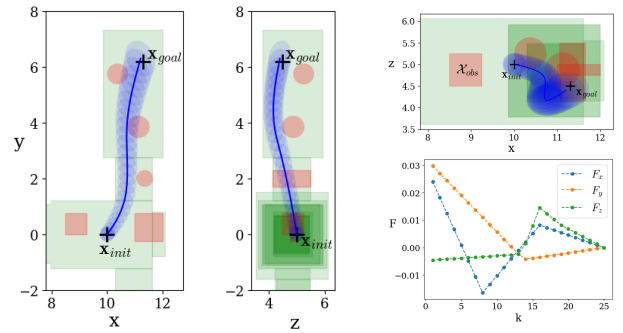 8
6
4
2
0
−2
y
x_goal
x_init
8
10
12
x
8
6
4
2
0
−2
x_goal
x_init
4
6
z
6.0
5.5
5.0
4.5
4.0
3.5
z
X_obs
x_init
x_goal
8
9
10
11
12
x
0.03
0.02
0.01
0.00
−0.01
F
F_x
F_y
F_z
0
5
10
15
20
25
k